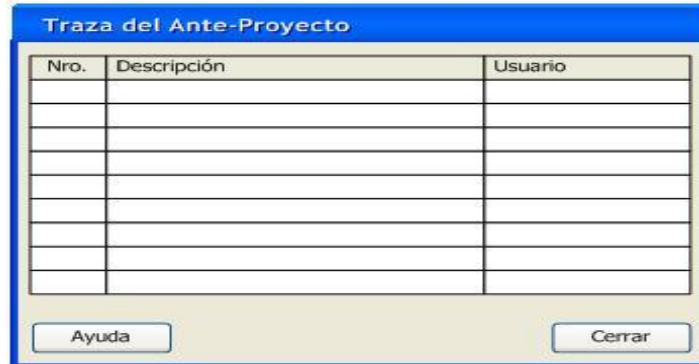 Traza del Ante-Proyecto
Nro. Descripción Usuario
Ayuda Cerrar